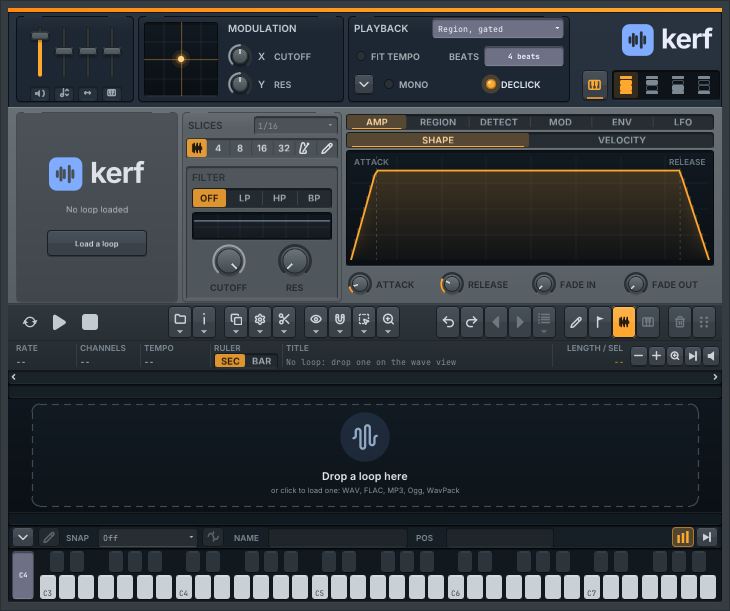 MODULATION
X CUTOFF
Y RES
PLAYBACK
Region, gated
FIT TEMPO
BEATS
4 beats
MONO
DECLICK
kerf
kerf
No loop loaded
Load a loop
SLICES
1/16
4 8 16 32
FILTER
OFF LP HP BP
CUTOFF RES
AMP REGION DETECT MOD ENV LFO
SHAPE VELOCITY
ATTACK RELEASE
ATTACK RELEASE FADE IN FADE OUT
RATE
--
CHANNELS
--
TEMPO
--
RULER
SEC BAR
TITLE
No loop: drop one on the wave view
LENGTH / SEL
--
Drop a loop here
or click to load one: WAV, FLAC, MP3, Ogg, WavPack
SNAP
Off
NAME
POS
C4
C3 C4 C5 C6 C7